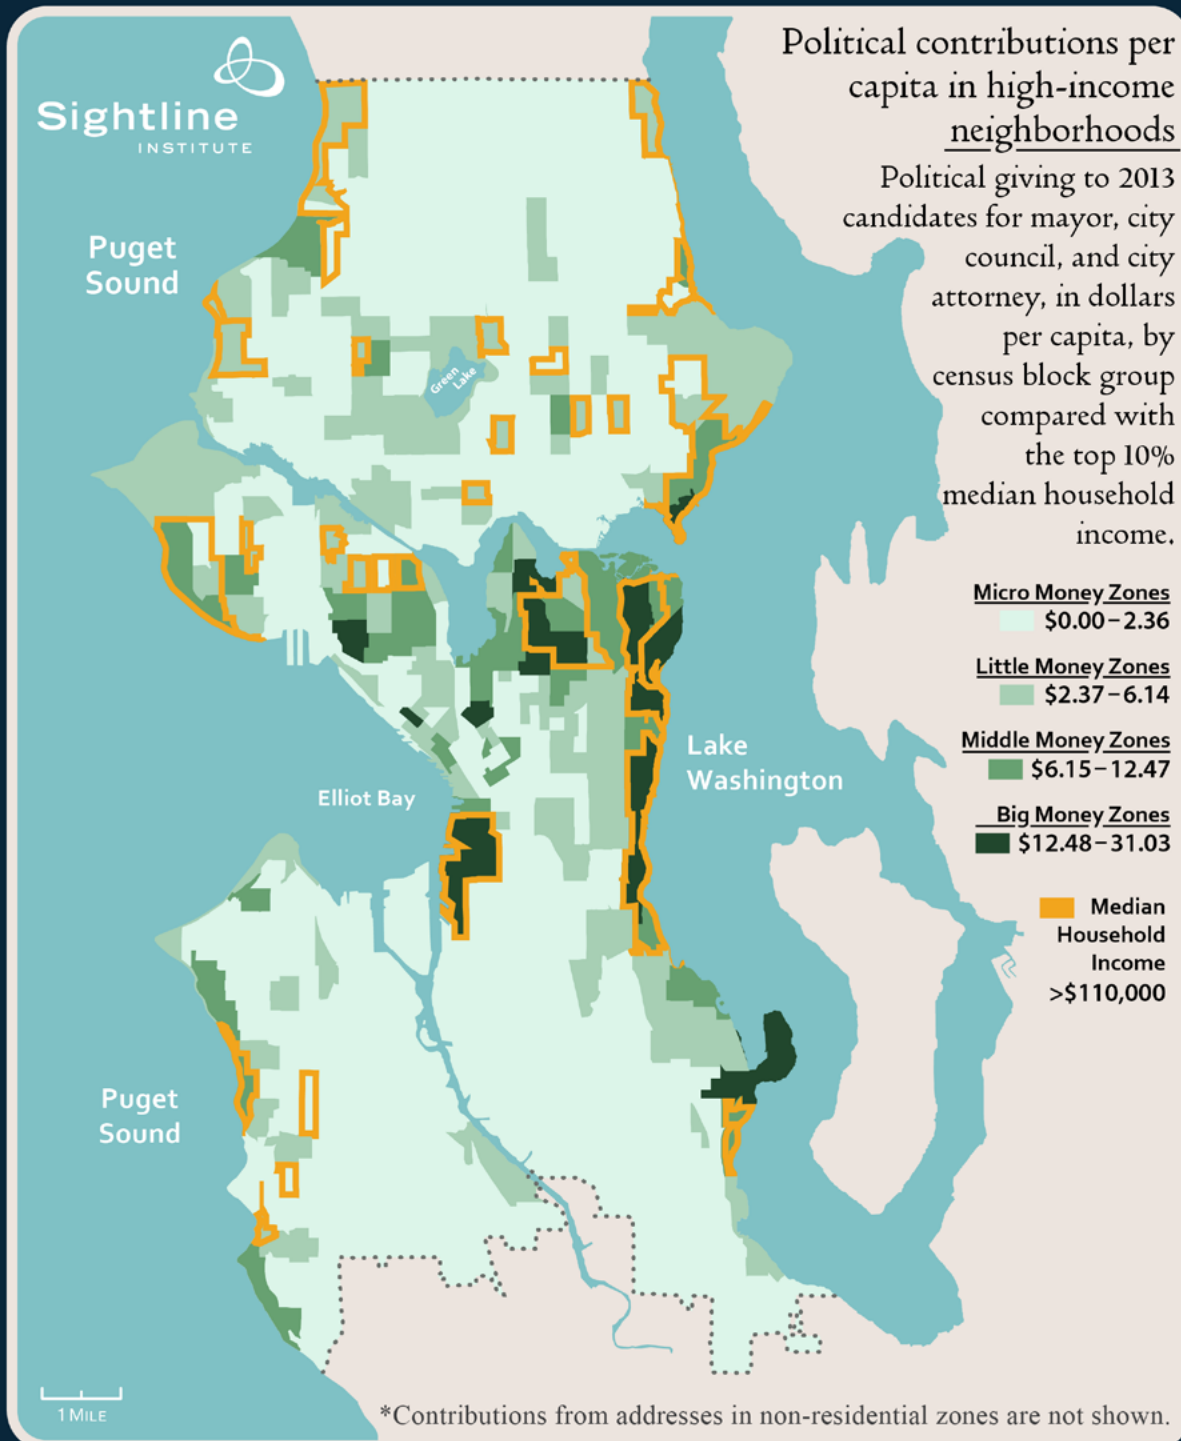 Sightline
INSTITUTE
Political contributions per
capita in high-income
neighborhoods
Political giving to 2013
candidates for mayor, city
council, and city
attorney, in dollars
per capita, by
census block group
compared with
the top 10%
median household
income.
Puget
Sound
Green
Lake
Micro Money Zones
$0.00–2.36
Little Money Zones
$2.37–6.14
Middle Money Zones
$6.15–12.47
Big Money Zones
$12.48–31.03
Median
Household
Income
>$110,000
Lake
Washington
Elliot Bay
Puget
Sound
1 MILE
*Contributions from addresses in non-residential zones are not shown.